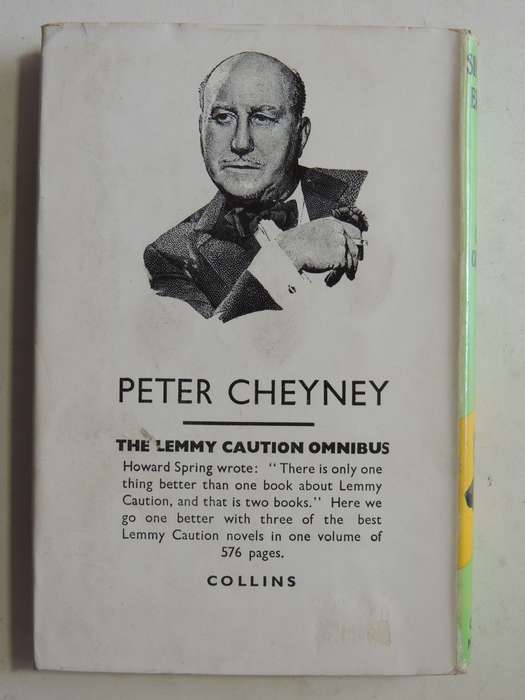 PETER CHEYNEY
THE LEMMY CAUTION OMNIBUS
Howard Spring wrote: "There is only one
thing better than one book about Lemmy
Caution, and that is two books." Here we
go one better with three of the best
Lemmy Caution novels in one volume of
576 pages.
COLLINS